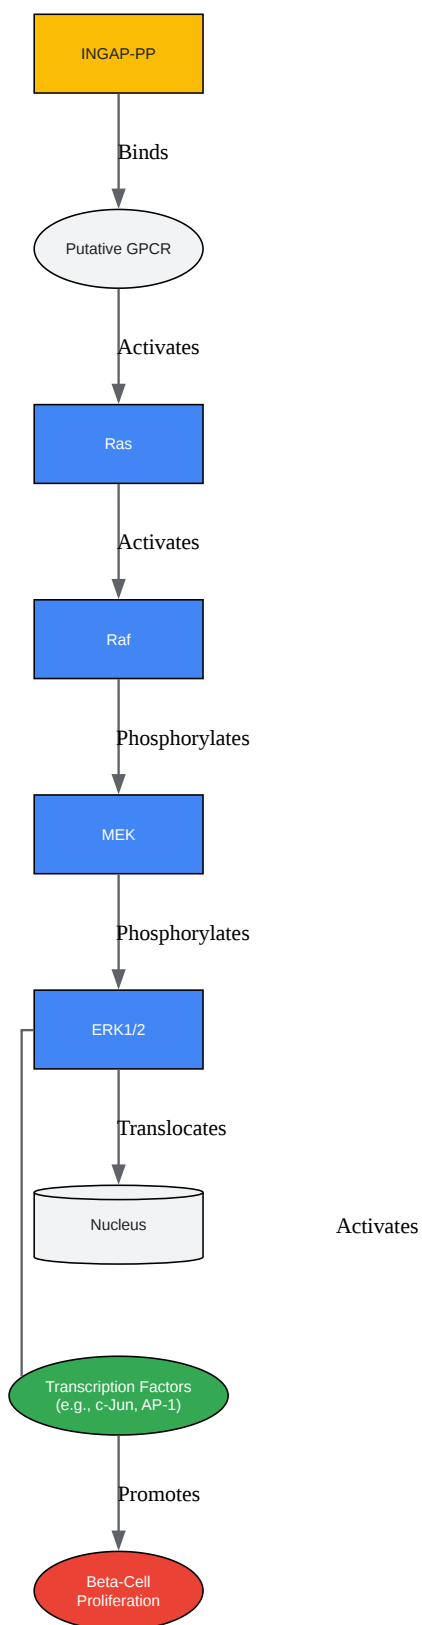 INGAP-PP
Binds
Putative GPCR
Activates
Ras
Activates
Raf
Phosphorylates
MEK
Phosphorylates
ERK1/2
Translocates
Nucleus
Activates
Transcription Factors
(e.g., c-Jun, AP-1)
Promotes
Beta-Cell
Proliferation